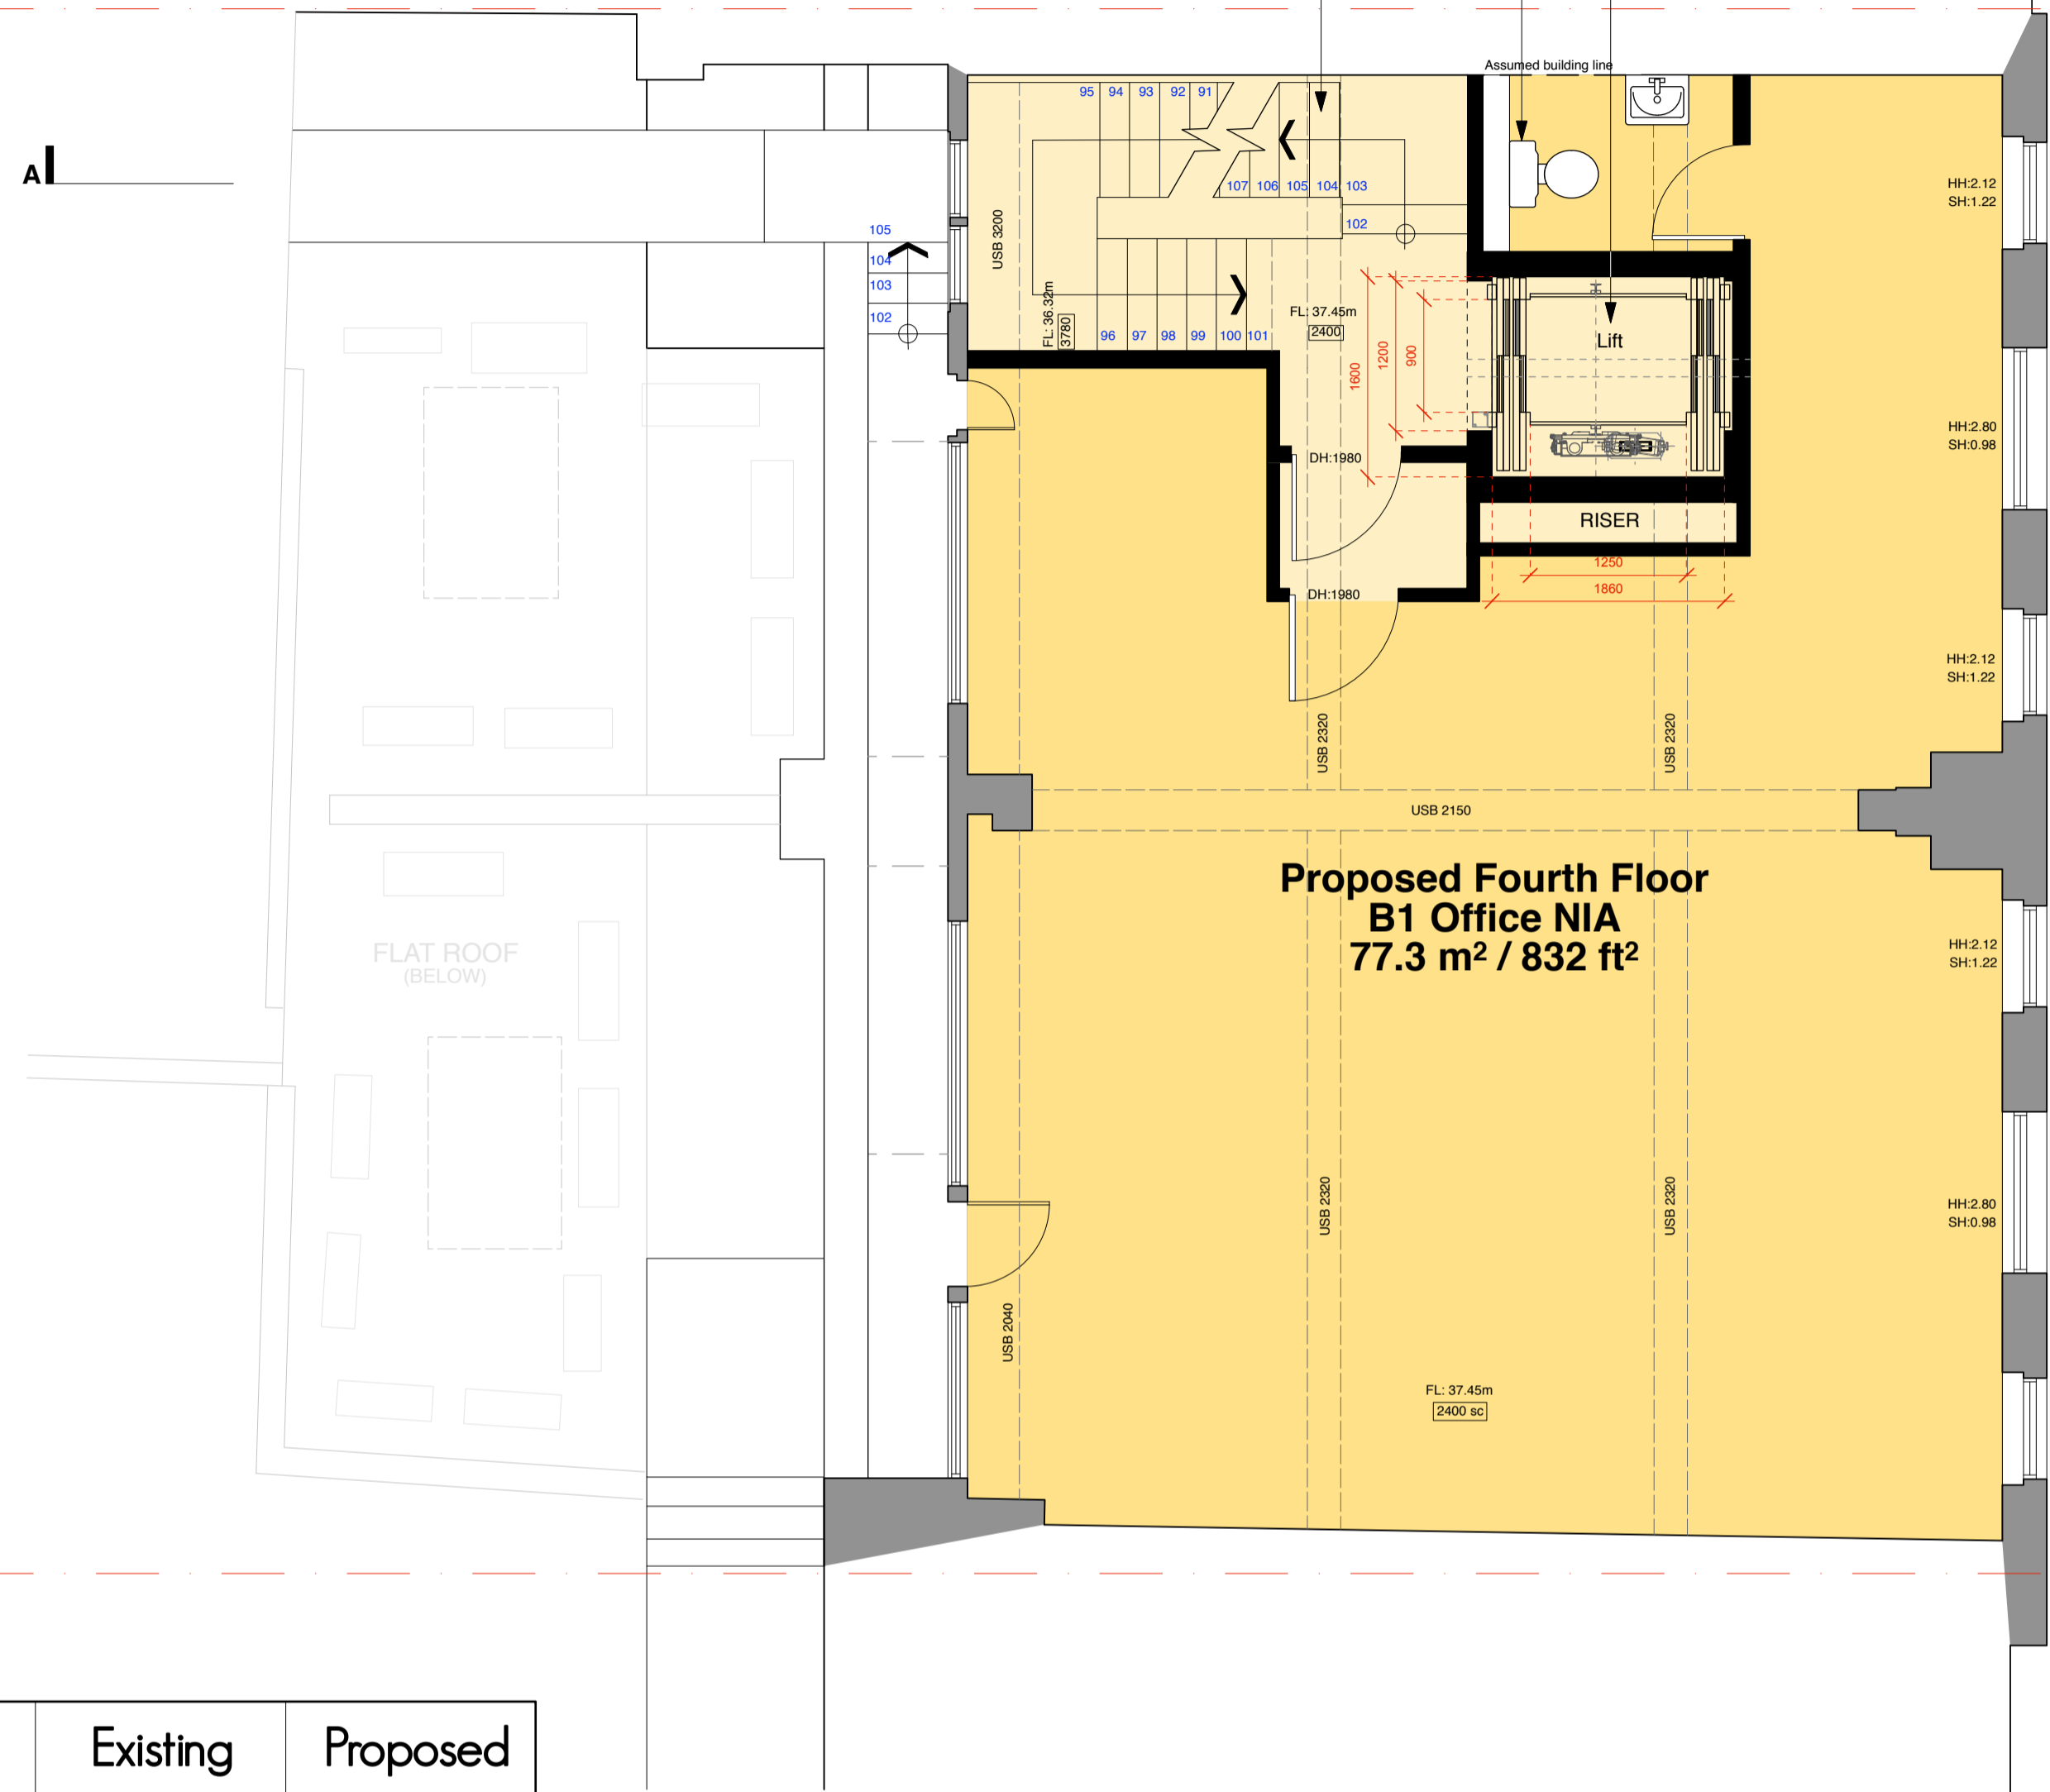 Assumed building line
A
95 94 93 92 91
107 106 105 104 103
102
USB 3200
FL: 36.32m
3780
96 97 98 99 100 101
FL: 37.45m
2400
105
104
103
102
1600
1200
900
Lift
DH:1980
RISER
1250
1860
DH:1980
HH:2.12
SH:1.22
HH:2.80
SH:0.98
HH:2.12
SH:1.22
USB 2320
USB 2320
USB 2150
Proposed Fourth Floor
B1 Office NIA
77.3 m² / 832 ft²
FLAT ROOF
(BELOW)
HH:2.12
SH:1.22
USB 2320
USB 2320
HH:2.80
SH:0.98
USB 2040
FL: 37.45m
2400 sc
Existing
Proposed